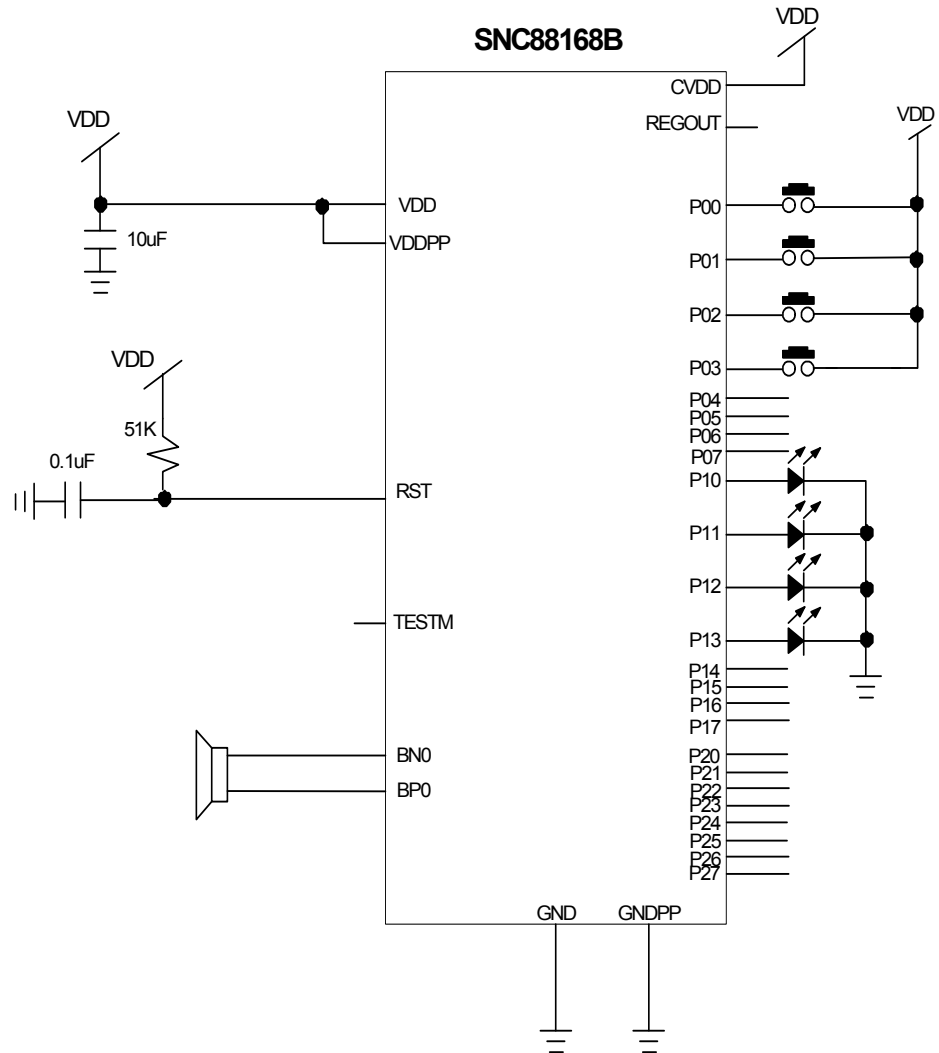 SNC88168B
VDD
CVDD
REGOUT
VDD
VDD
10uF
VDD
VDDPP
P00
P01
P02
P03
P04
P05
P06
P07
P10
P11
P12
P13
P14
P15
P16
P17
P20
P21
P22
P23
P24
P25
P26
P27
VDD
51K
0.1uF
RST
TESTM
BN0
BP0
GND
GNDPP